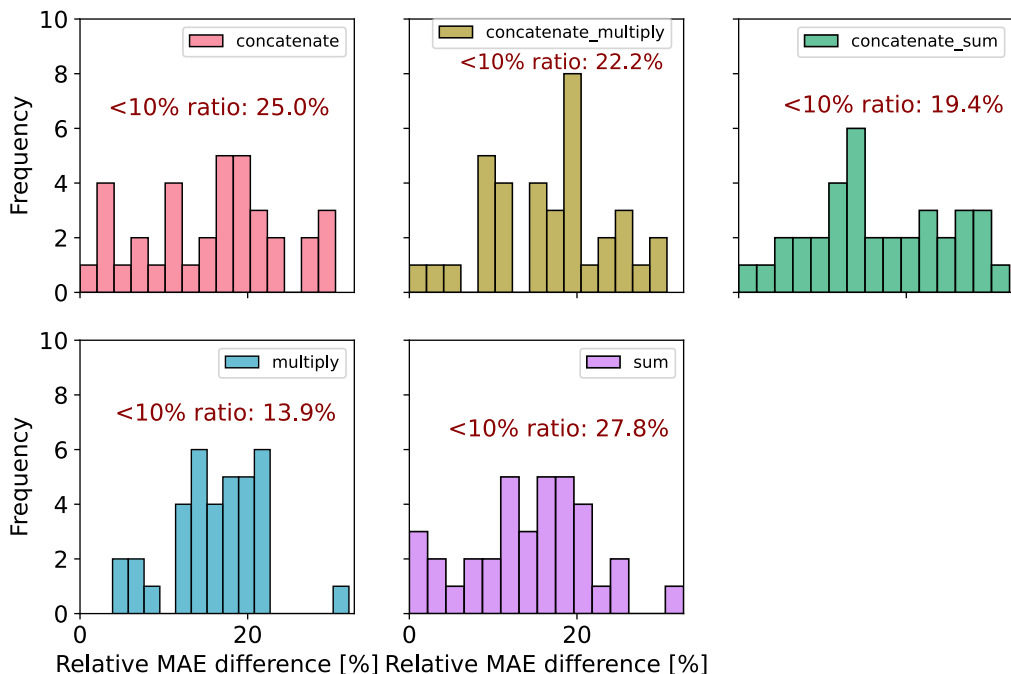 10
8
6
4
2
0
Frequency
concatenate
<10% ratio: 25.0%
concatenate_multiply
<10% ratio: 22.2%
concatenate_sum
<10% ratio: 19.4%
10
8
6
4
2
0
Frequency
multiply
<10% ratio: 13.9%
0
20
Relative MAE difference [%]
sum
<10% ratio: 27.8%
0
20
Relative MAE difference [%]